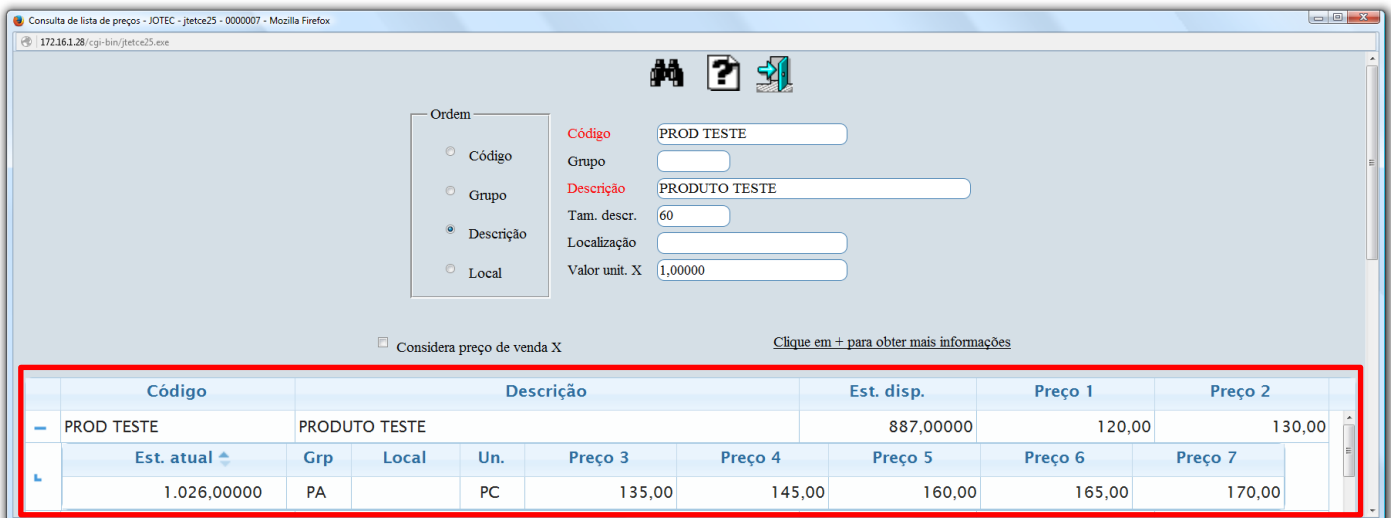 Consulta de lista de preços - JOTEC - jtetce25 - 0000007 - Mozilla Firefox
172.16.1.28/cgi-bin/jtetce25.exe
Ordem
Código
Grupo
Descrição
Local
Código PROD TESTE
Grupo
Descrição PRODUTO TESTE
Tam. descr. 60
Localização
Valor unit. X 1,00000
Considera preço de venda X
Clique em + para obter mais informações
Código Descrição Est. disp. Preço 1 Preço 2
PROD TESTE PRODUTO TESTE 887,00000 120,00 130,00
Est. atual Grp Local Un. Preço 3 Preço 4 Preço 5 Preço 6 Preço 7
1.026,00000 PA PC 135,00 145,00 160,00 165,00 170,00